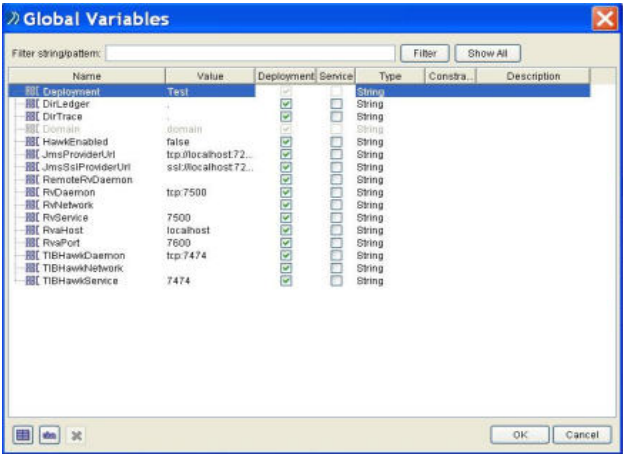 Global Variables
Filter string/pattern: Filter Show All
Name Value Deployment Service Type Constra... Description
Deployment Test String
DirLedger . String
DirTrace . String
Domain domain String
HawkEnabled false String
JmsProviderUrl tcp://localhost:72... String
JmsSslProviderUrl ssl://localhost:72... String
RemoteRvDaemon String
RvDaemon tcp:7500 String
RvNetwork String
RvService 7500 String
RvaHost localhost String
RvaPort 7600 String
TIBHawkDaemon tcp:7474 String
TIBHawkNetwork String
TIBHawkService 7474 String
OK Cancel